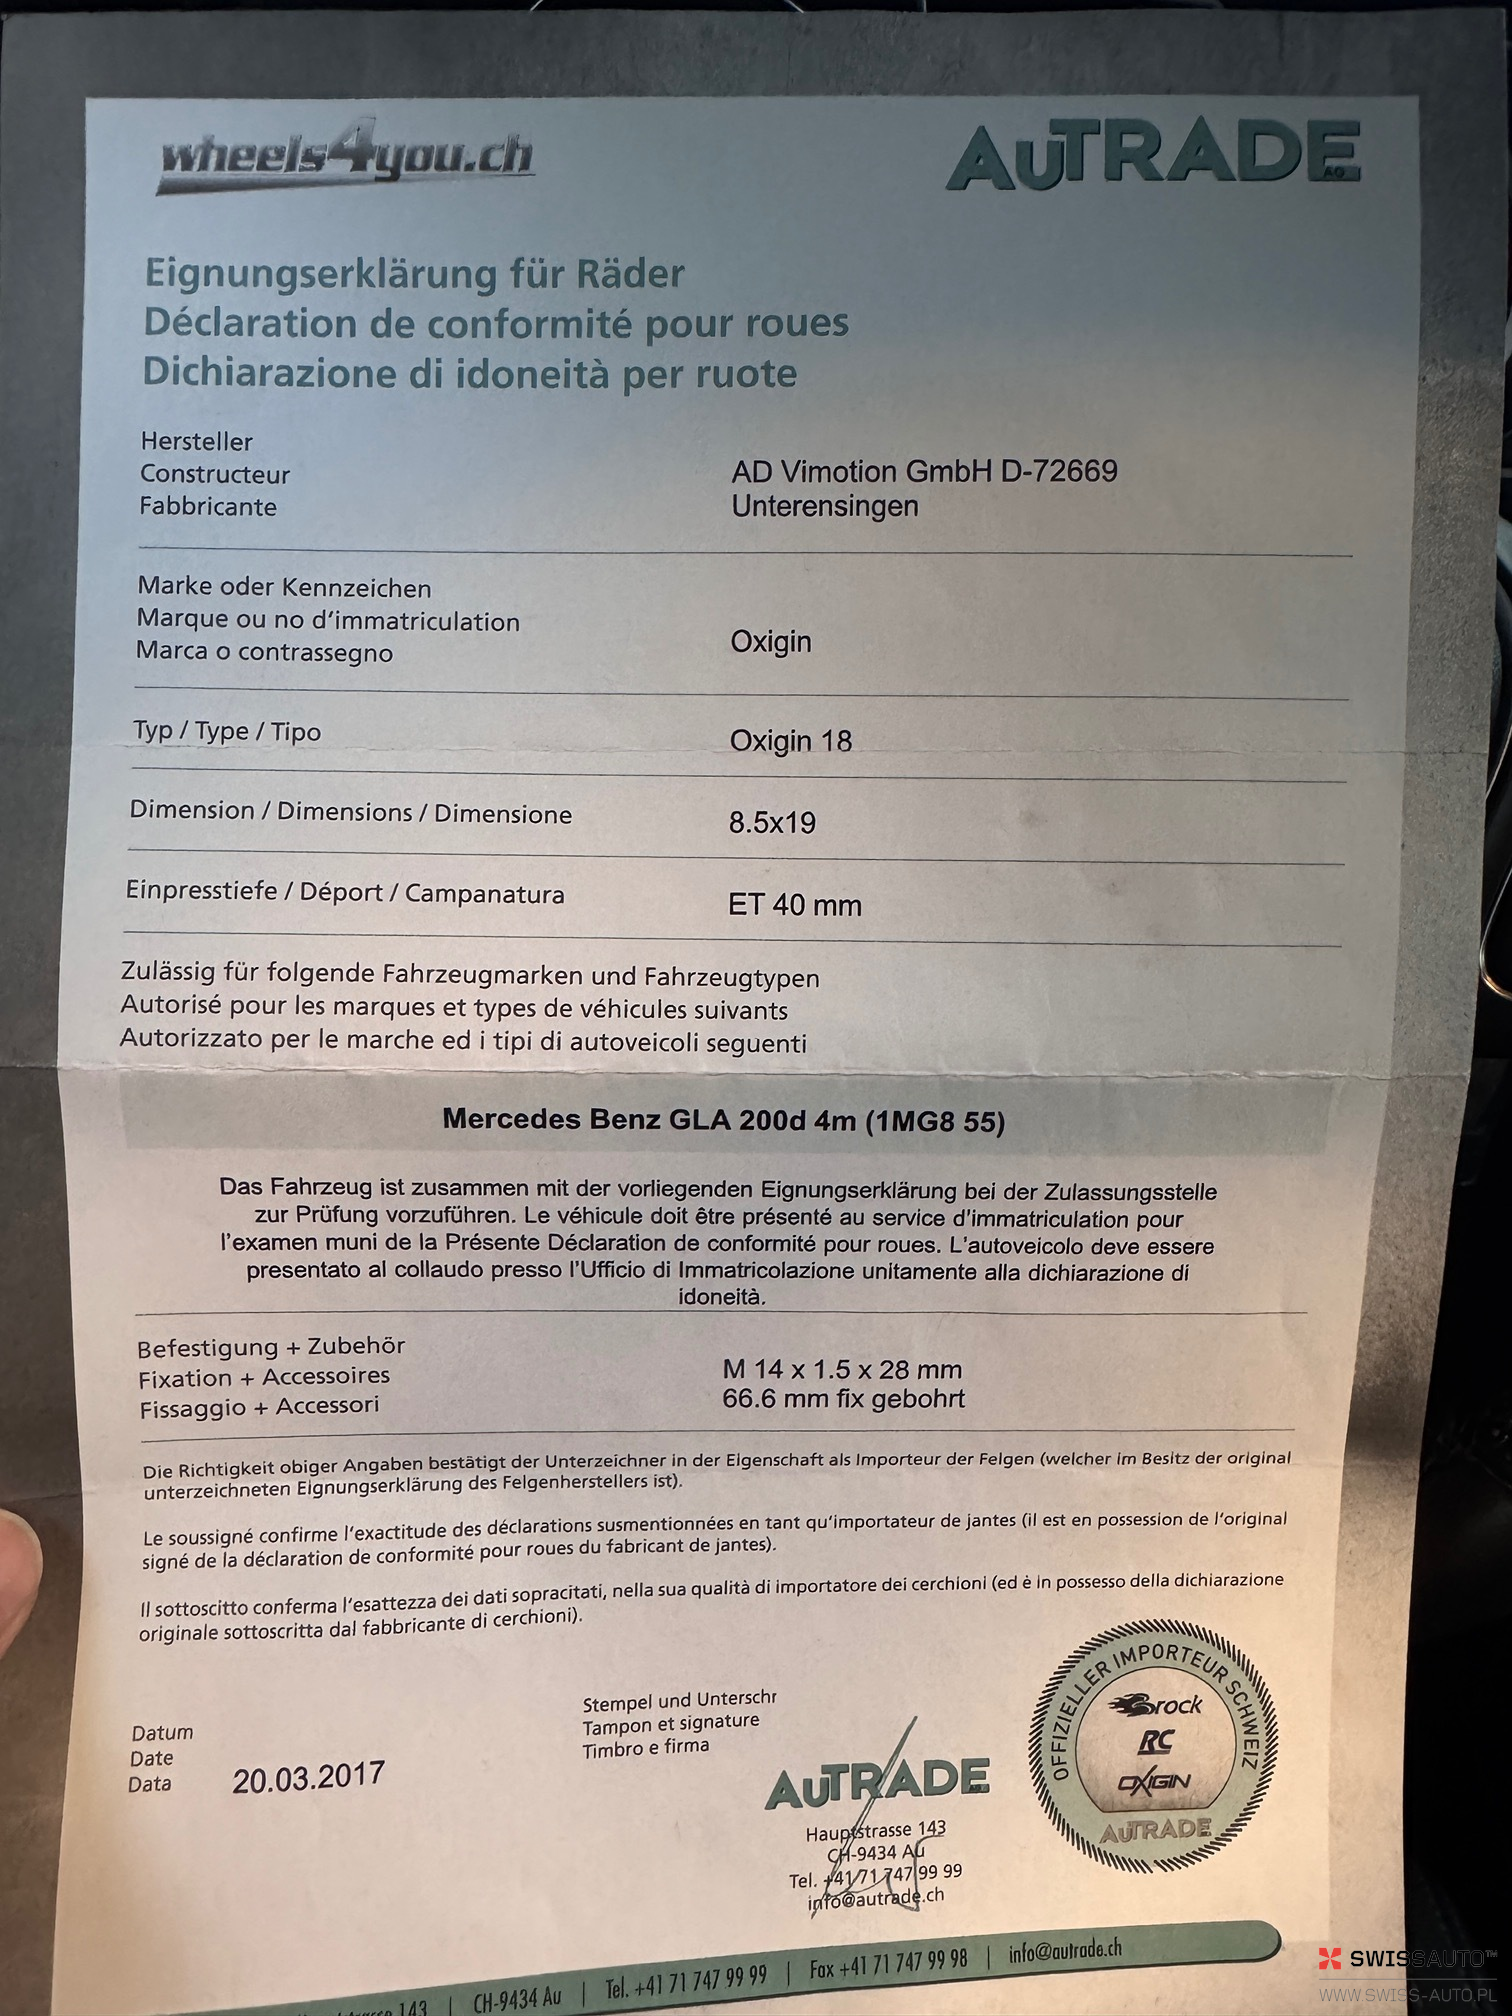 wheels4you.ch
AUTRADE AG
Eignungserklärung für Räder
Déclaration de conformité pour roues
Dichiarazione di idoneità per ruote
Hersteller
Constructeur
Fabbricante
AD Vimotion GmbH D-72669
Unterensingen
Marke oder Kennzeichen
Marque ou no d'immatriculation
Marca o contrassegno
Oxigin
Typ / Type / Tipo
Oxigin 18
Dimension / Dimensions / Dimensione
8.5x19
Einpresstiefe / Déport / Campanatura
ET 40 mm
Zulässig für folgende Fahrzeugmarken und Fahrzeugtypen
Autorisé pour les marques et types de véhicules suivants
Autorizzato per le marche ed i tipi di autoveicoli seguenti
Mercedes Benz GLA 200d 4m (1MG8 55)
Das Fahrzeug ist zusammen mit der vorliegenden Eignungserklärung bei der Zulassungsstelle
zur Prüfung vorzuführen. Le véhicule doit être présenté au service d'immatriculation pour
l'examen muni de la Présente Déclaration de conformité pour roues. L'autoveicolo deve essere
presentato al collaudo presso l'Ufficio di Immatricolazione unitamente alla dichiarazione di
idoneità.
Befestigung + Zubehör
Fixation + Accessoires
Fissaggio + Accessori
M 14 x 1.5 x 28 mm
66.6 mm fix gebohrt
Die Richtigkeit obiger Angaben bestätigt der Unterzeichner in der Eigenschaft als Importeur der Felgen (welcher im Besitz der original
unterzeichneten Eignungserklärung des Felgenherstellers ist).
Le soussigné confirme l'exactitude des déclarations susmentionnées en tant qu'importateur de jantes (il est en possession de l'original
signé de la déclaration de conformité pour roues du fabricant de jantes).
Il sottoscitto conferma l'esattezza dei dati sopracitati, nella sua qualità di importatore dei cerchioni (ed è in possesso della dichiarazione
originale sottoscritta dal fabbricante di cerchioni).
Datum
Date
Data
20.03.2017
Stempel und Unterschr
Tampon et signature
Timbro e firma
AUTRADE
Hauptstrasse 143
CH-9434 Au
Tel. +41 71 747 99 99
info@autrade.ch
OFFIZIELLER IMPORTEUR SCHWEIZ
Brock
RC
OXIGIN
AUTRADE
143 | CH-9434 Au | Tel. +41 71 747 99 99 | Fax +41 71 747 99 98 | info@autrade.ch
SWISSAUTO™
WWW.SWISS-AUTO.PL